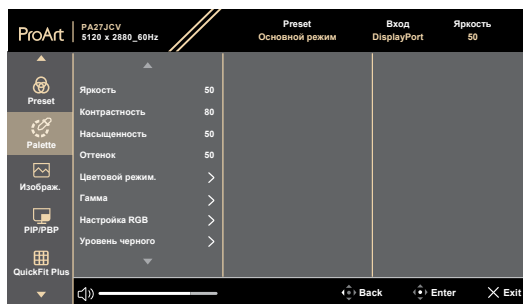 ProArt
PA27JCV
5120 x 2880_60Hz
Preset
Основной режим
Вход
DisplayPort
Яркость
50
Preset
Palette
Изображ.
PIP/PBP
QuickFit Plus
Яркость 50
Контрастность 80
Насыщенность 50
Оттенок 50
Цветовой режим.
Гамма
Настройка RGB
Уровень черного
Back
Enter
Exit